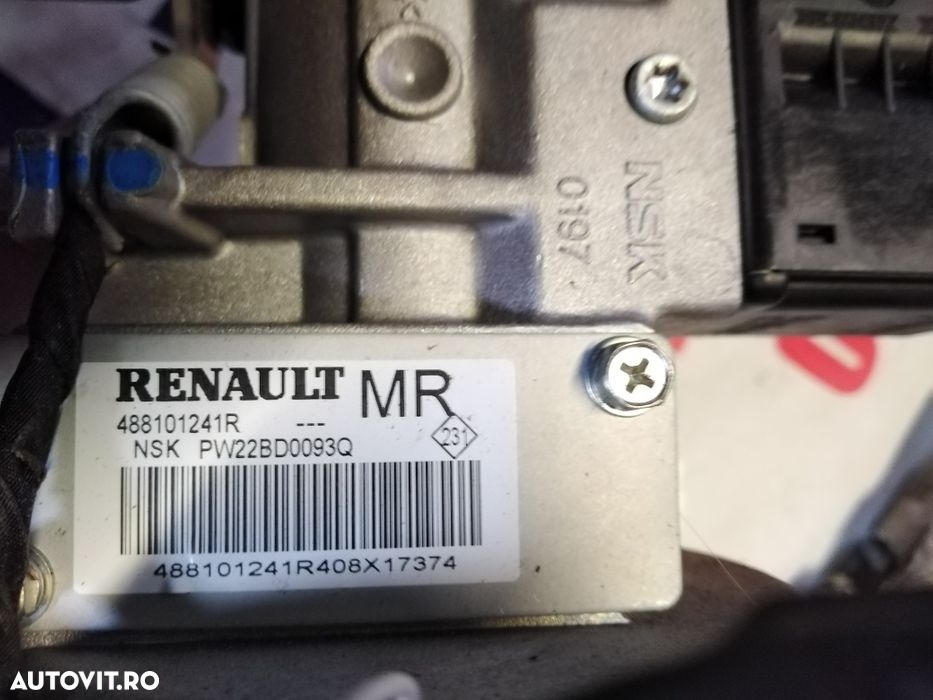 NSK
0197
RENAULT MR
488101241R ---
NSK PW22BD0093Q
231
488101241R408X17374
AUTOVIT.RO